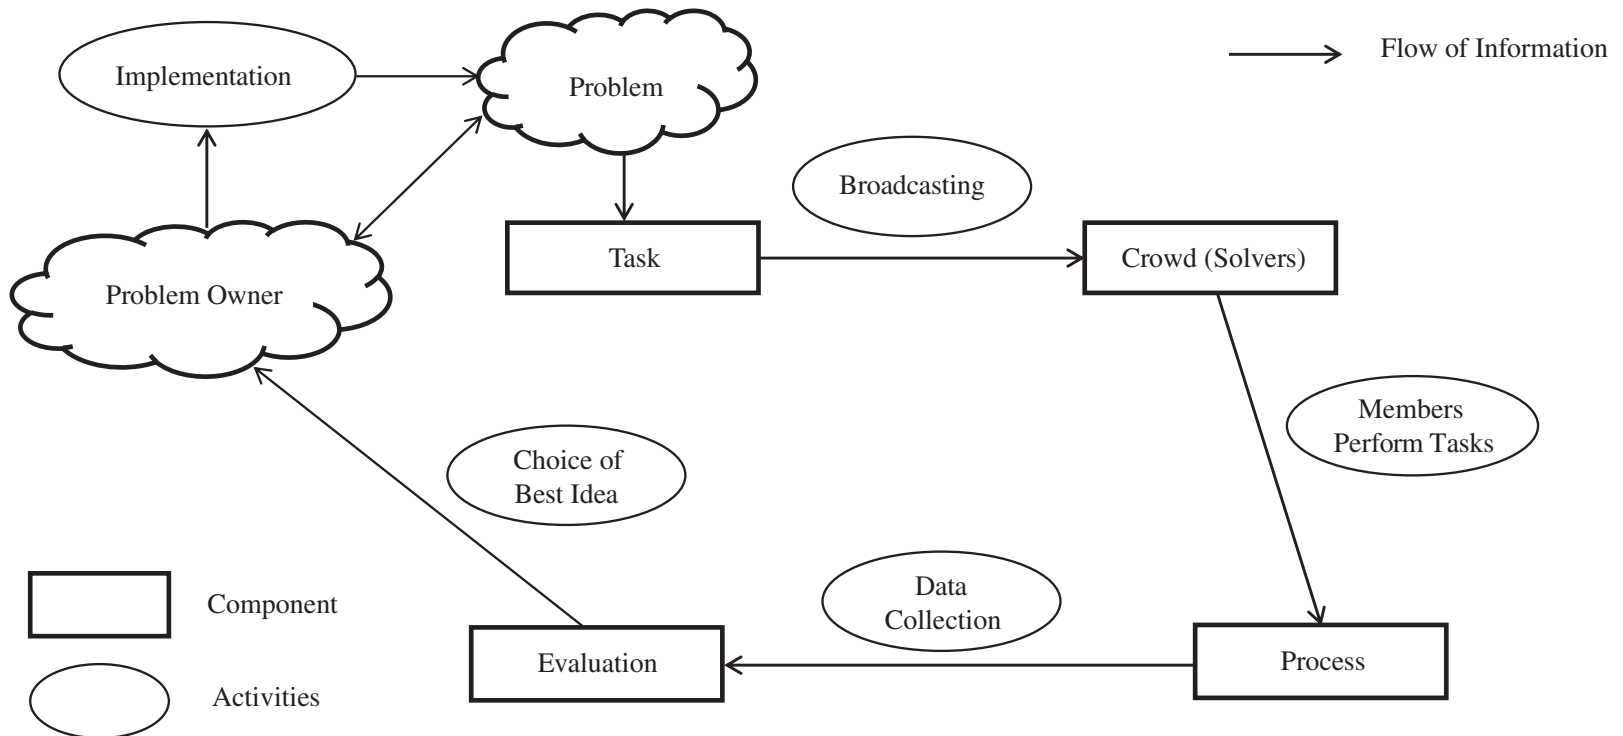 Implementation
Problem
Flow of Information
Broadcasting
Task
Crowd (Solvers)
Problem Owner
Members
Perform Tasks
Choice of
Best Idea
Data
Collection
Component
Evaluation
Process
Activities